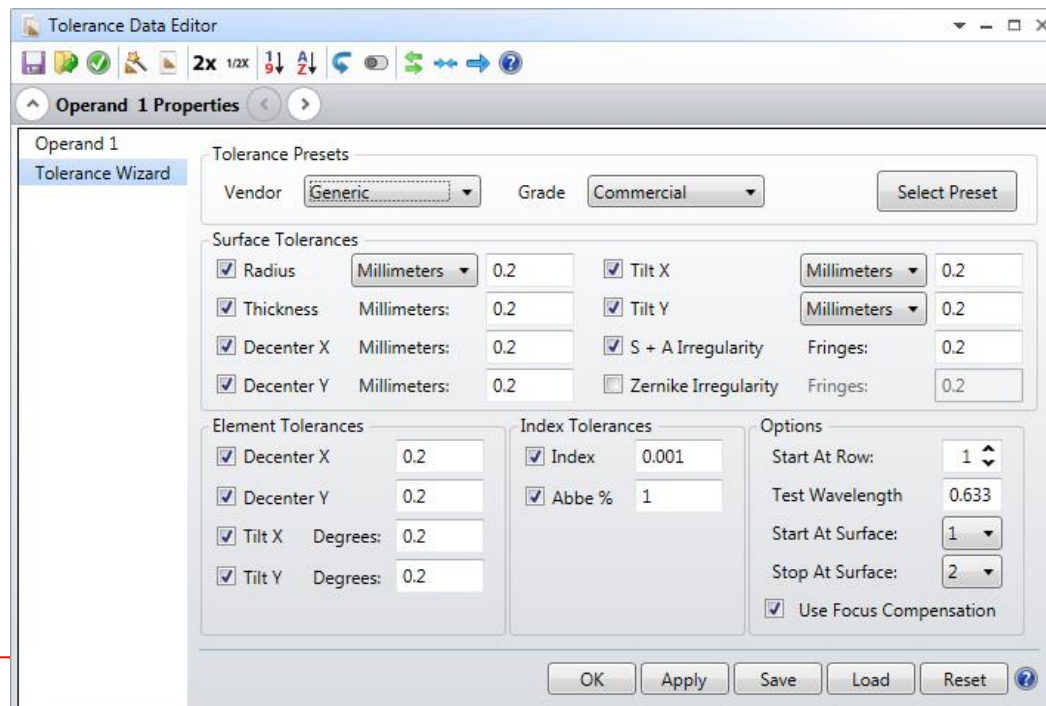 Tolerance Data Editor
2x 1/2X 1 9 A Z
Operand 1 Properties
Operand 1
Tolerance Wizard
Tolerance Presets
Vendor Generic Grade Commercial Select Preset
Surface Tolerances
Radius Millimeters 0.2 Tilt X Millimeters 0.2
Thickness Millimeters: 0.2 Tilt Y Millimeters 0.2
Decenter X Millimeters: 0.2 S + A Irregularity Fringes: 0.2
Decenter Y Millimeters: 0.2 Zernike Irregularity Fringes: 0.2
Element Tolerances Index Tolerances Options
Decenter X 0.2 Index 0.001 Start At Row: 1
Decenter Y 0.2 Abbe % 1 Test Wavelength 0.633
Tilt X Degrees: 0.2 Start At Surface: 1
Tilt Y Degrees: 0.2 Stop At Surface: 2
Use Focus Compensation
OK Apply Save Load Reset ?